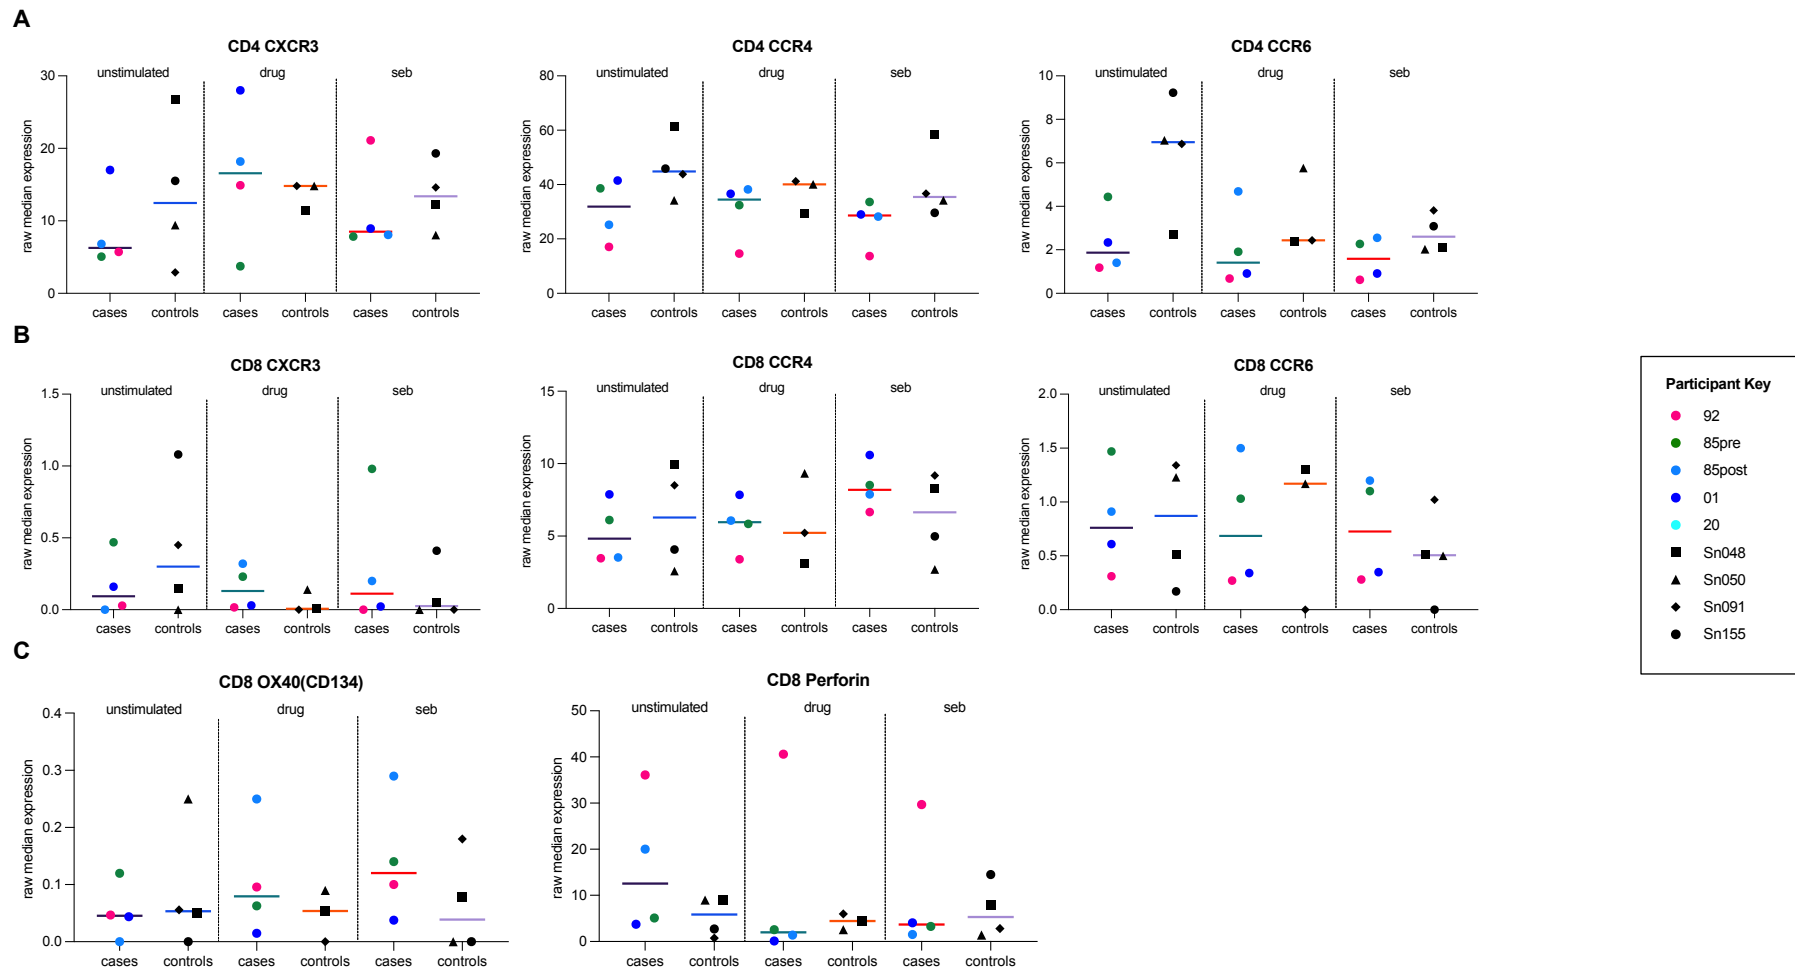 A
CD4 CXCR3
unstimulated drug seb
raw median expression
30
20
10
0
cases controls cases controls cases controls
CD4 CCR4
unstimulated drug seb
raw median expression
80
60
40
20
0
cases controls cases controls cases controls
CD4 CCR6
unstimulated drug seb
raw median expression
10
8
6
4
2
0
cases controls cases controls cases controls
B
CD8 CXCR3
unstimulated drug seb
raw median expression
1.5
1.0
0.5
0.0
cases controls cases controls cases controls
CD8 CCR4
unstimulated drug seb
raw median expression
15
10
5
0
cases controls cases controls cases controls
CD8 CCR6
unstimulated drug seb
raw median expression
2.0
1.5
1.0
0.5
0.0
cases controls cases controls cases controls
Participant Key
92
85pre
85post
01
20
Sn048
Sn050
Sn091
Sn155
C
CD8 OX40(CD134)
unstimulated drug seb
raw median expression
0.4
0.3
0.2
0.1
0.0
cases controls cases controls cases controls
CD8 Perforin
unstimulated drug seb
raw median expression
50
40
30
20
10
0
cases controls cases controls cases controls